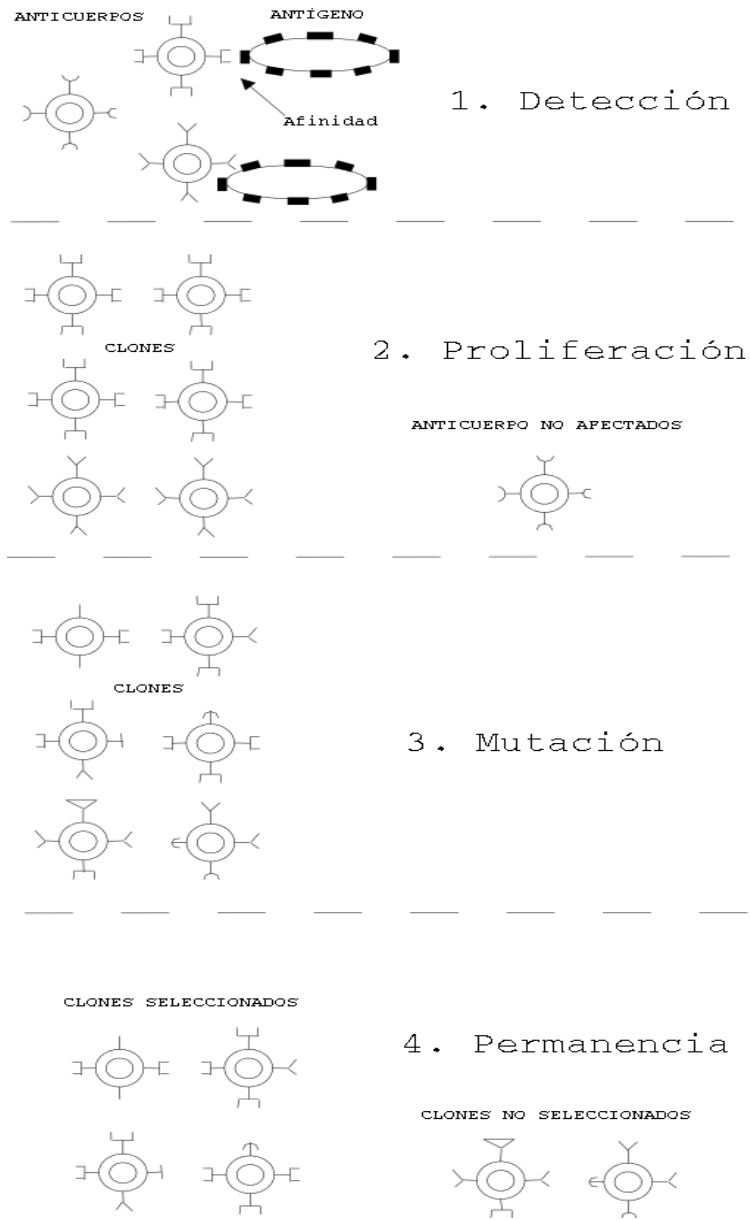 ANTICUERPOS
ANTÍGENO
Afinidad
1. Detección
CLONES
2. Proliferación
ANTICUERPO NO AFECTADOS
CLONES
3. Mutación
CLONES SELECCIONADOS
4. Permanencia
CLONES NO SELECCIONADOS